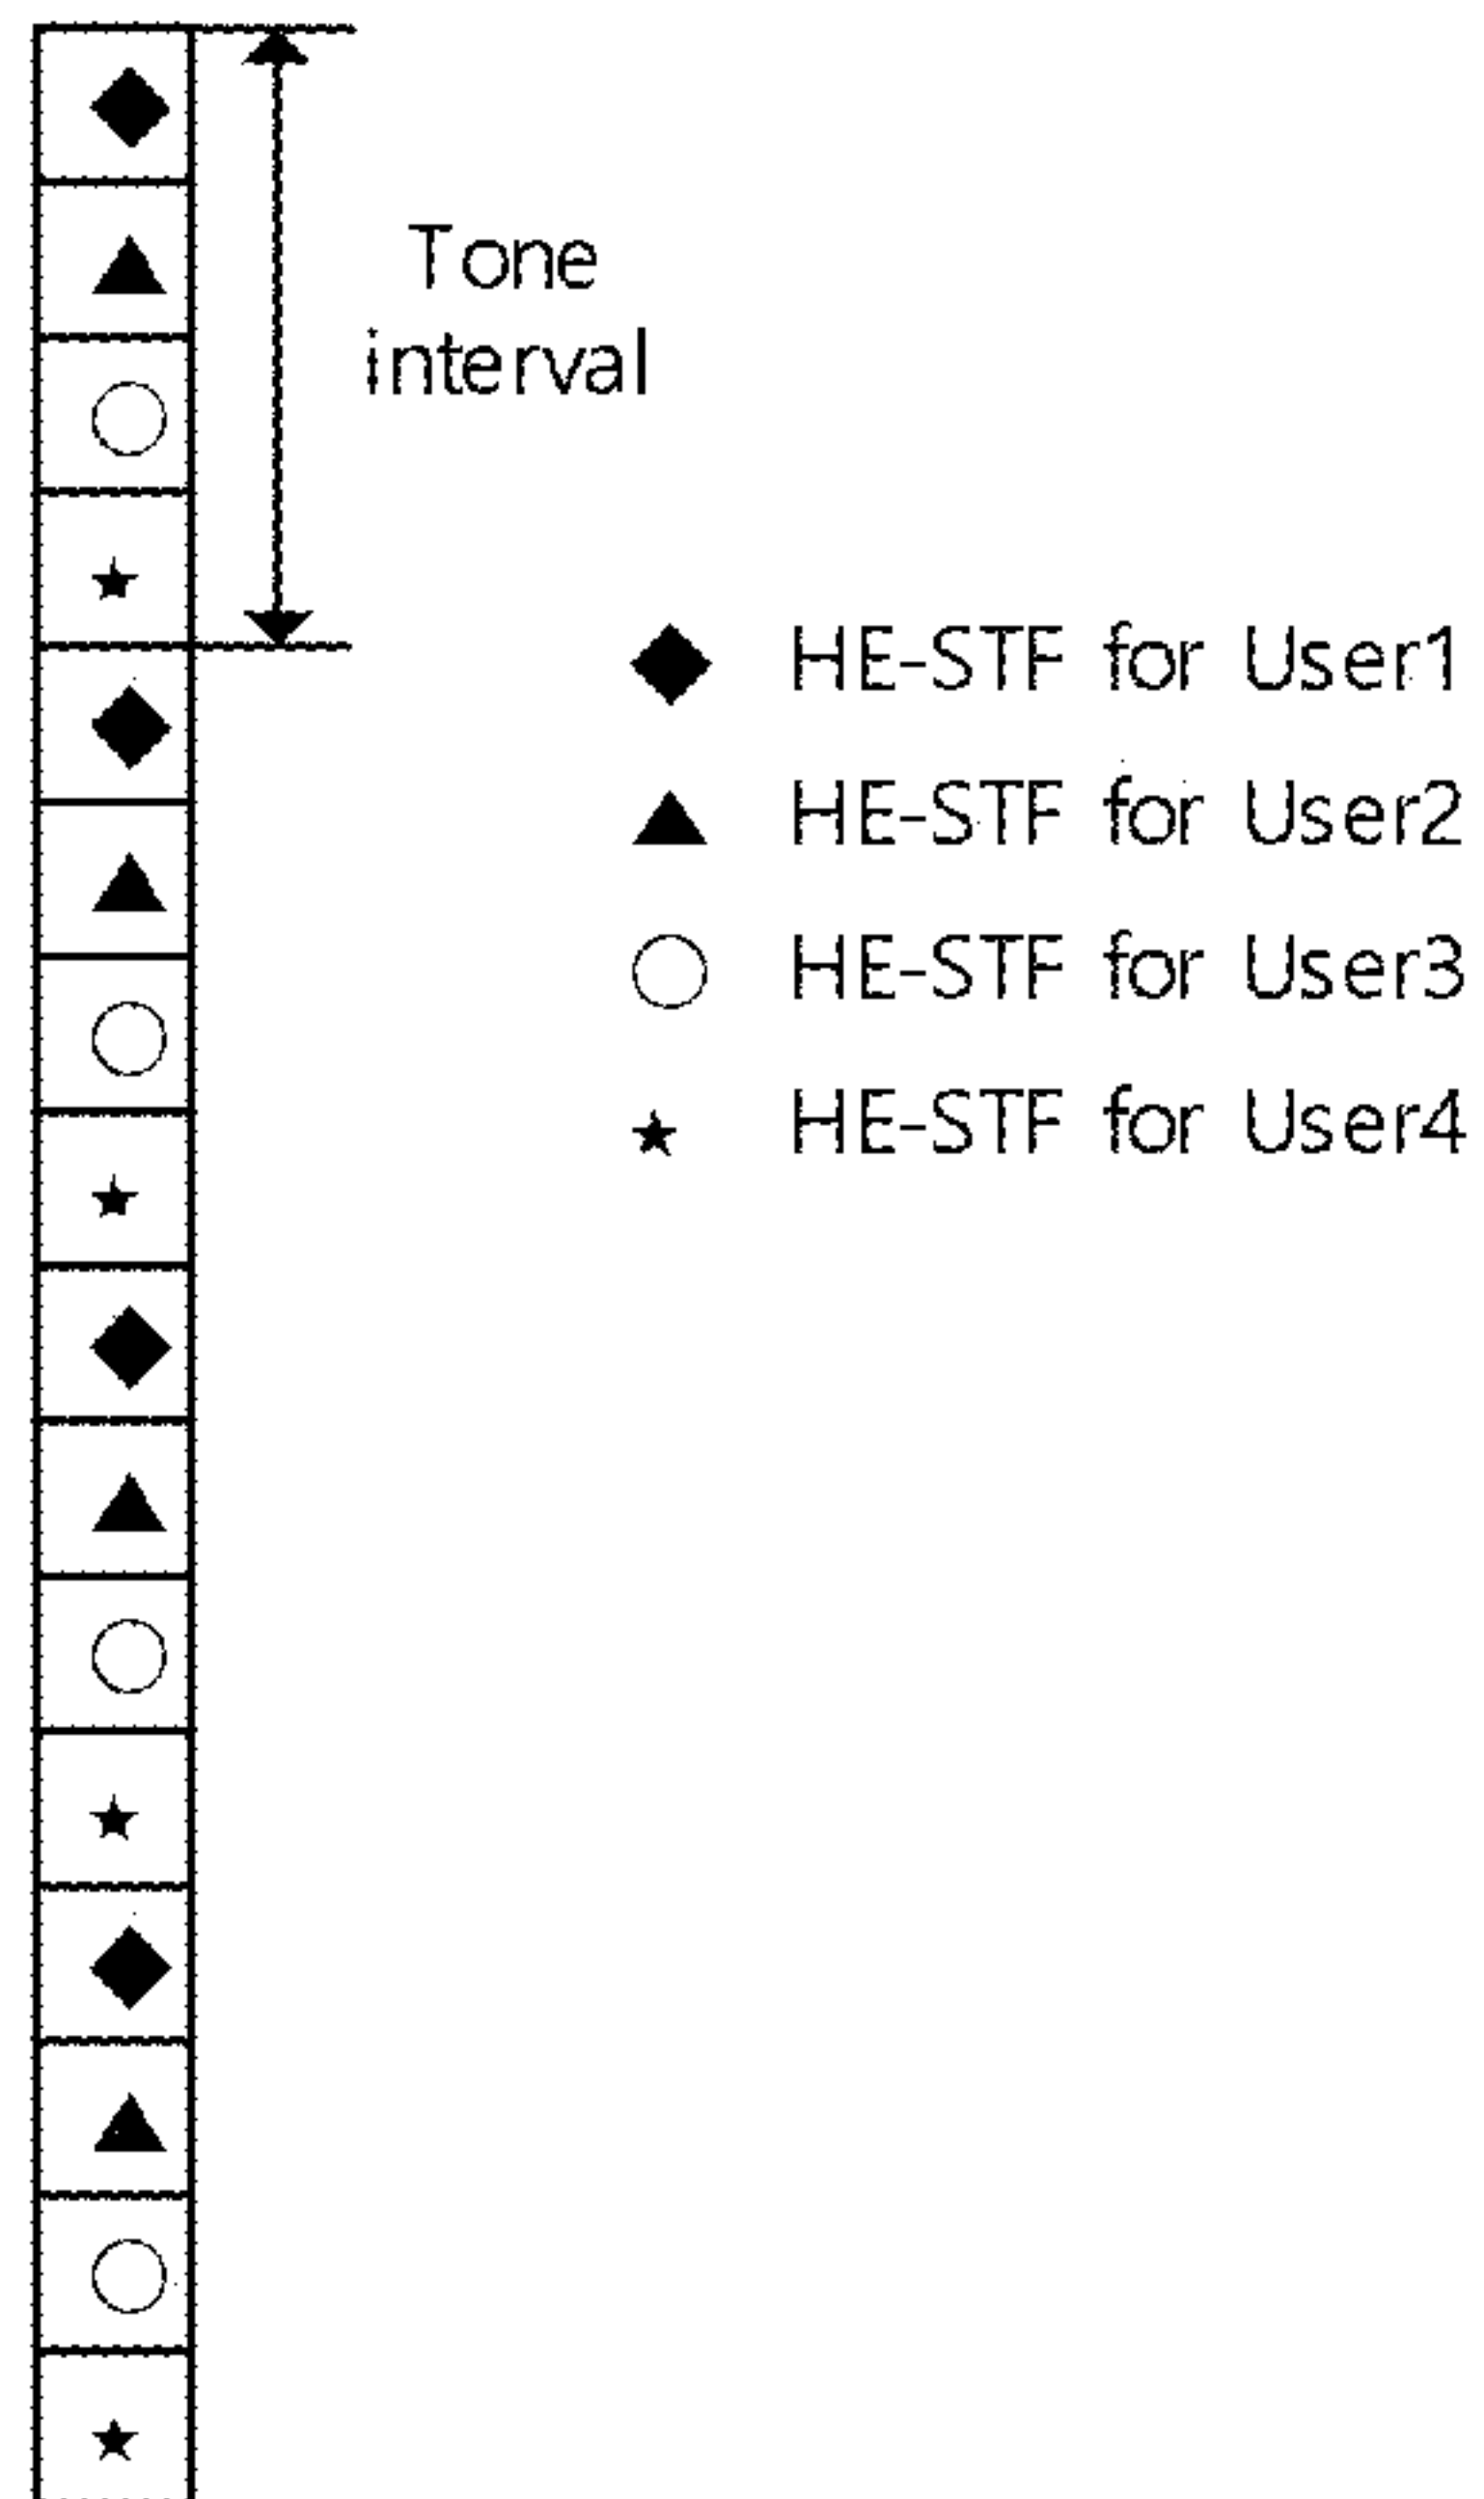 Tone
interval
HE-STF for User1
HE-STF for User2
HE-STF for User3
HE-STF for User4